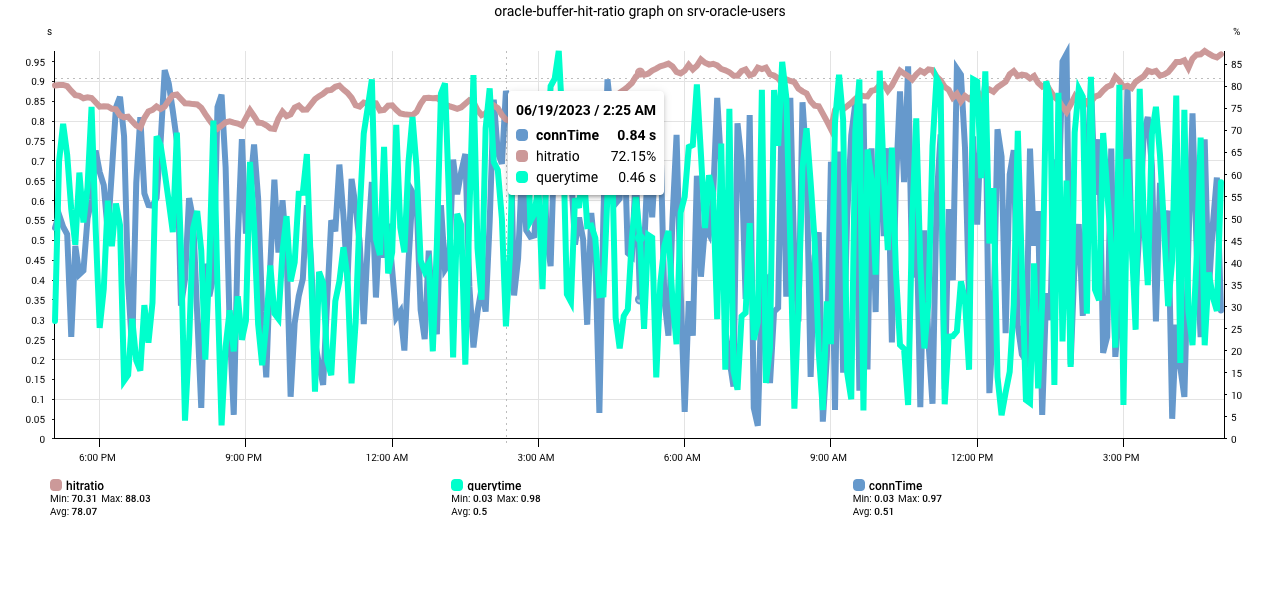 oracle-buffer-hit-ratio graph on srv-oracle-users
s %
0.95
0.9
0.85
0.8
0.75
0.7
0.65
0.6
0.55
0.5
0.45
0.4
0.35
0.3
0.25
0.2
0.15
0.1
0.05
0
85
80
75
70
65
60
55
50
45
40
35
30
25
20
15
10
5
0
06/19/2023 / 2:25 AM
connTime 0.84 s
hitratio 72.15%
querytime 0.46 s
6:00 PM 9:00 PM 12:00 AM 3:00 AM 6:00 AM 9:00 AM 12:00 PM 3:00 PM
hitratio
Min: 70.31 Max: 88.03
Avg: 78.07
querytime
Min: 0.03 Max: 0.98
Avg: 0.5
connTime
Min: 0.03 Max: 0.97
Avg: 0.51